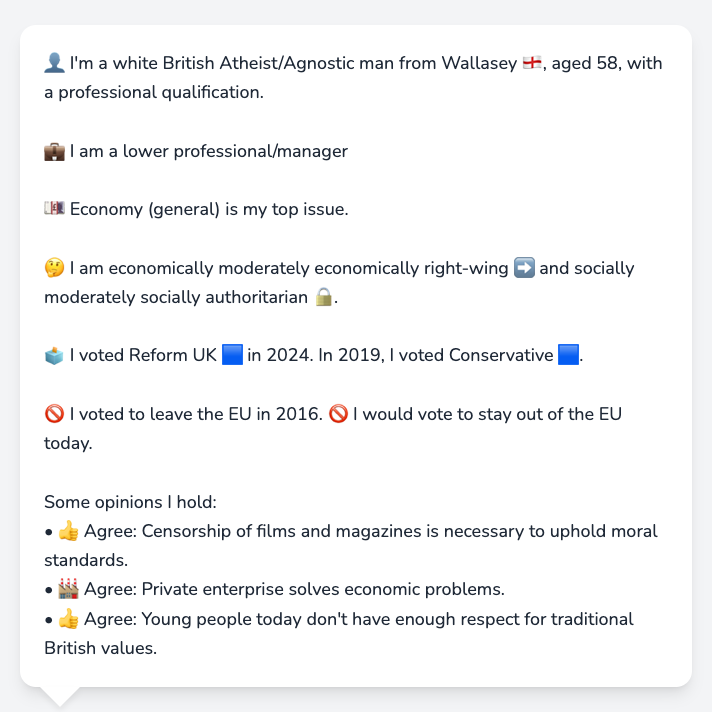 👤 I'm a white British Atheist/Agnostic man from Wallasey 🏴󠁧󠁢󠁥󠁮󠁧󠁿, aged 58, with
a professional qualification.
💼 I am a lower professional/manager
💷 Economy (general) is my top issue.
🤔 I am economically moderately economically right-wing ➡️ and socially
moderately socially authoritarian 🔒.
🗳️ I voted Reform UK 🟦 in 2024. In 2019, I voted Conservative 🟦.
🚫 I voted to leave the EU in 2016. 🚫 I would vote to stay out of the EU
today.
Some opinions I hold:
• 👍 Agree: Censorship of films and magazines is necessary to uphold moral
standards.
• 🏭 Agree: Private enterprise solves economic problems.
• 👍 Agree: Young people today don't have enough respect for traditional
British values.